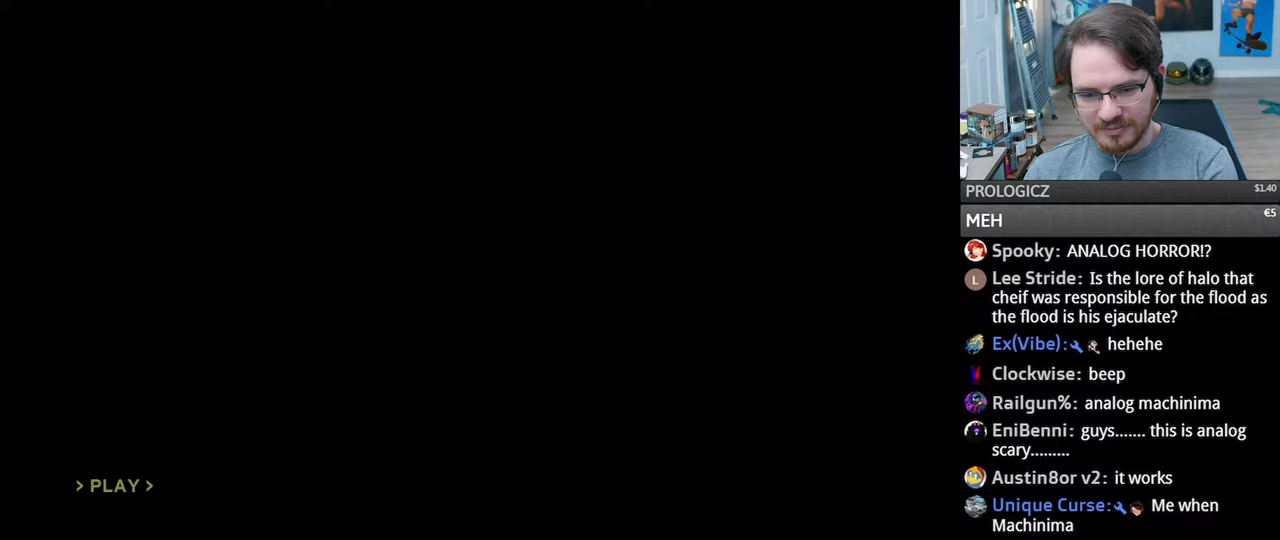 PROLOGICZ $1.40
MEH €5
Spooky: ANALOG HORROR!?
Lee Stride: Is the lore of halo that
cheif was responsible for the flood as
the flood is his ejaculate?
Ex(Vibe): hehehe
Clockwise: beep
Railgun%: analog machinima
EniBenni: guys....... this is analog
scary.........
Austin8or v2: it works
> PLAY >
Unique Curse: Me when
Machinima